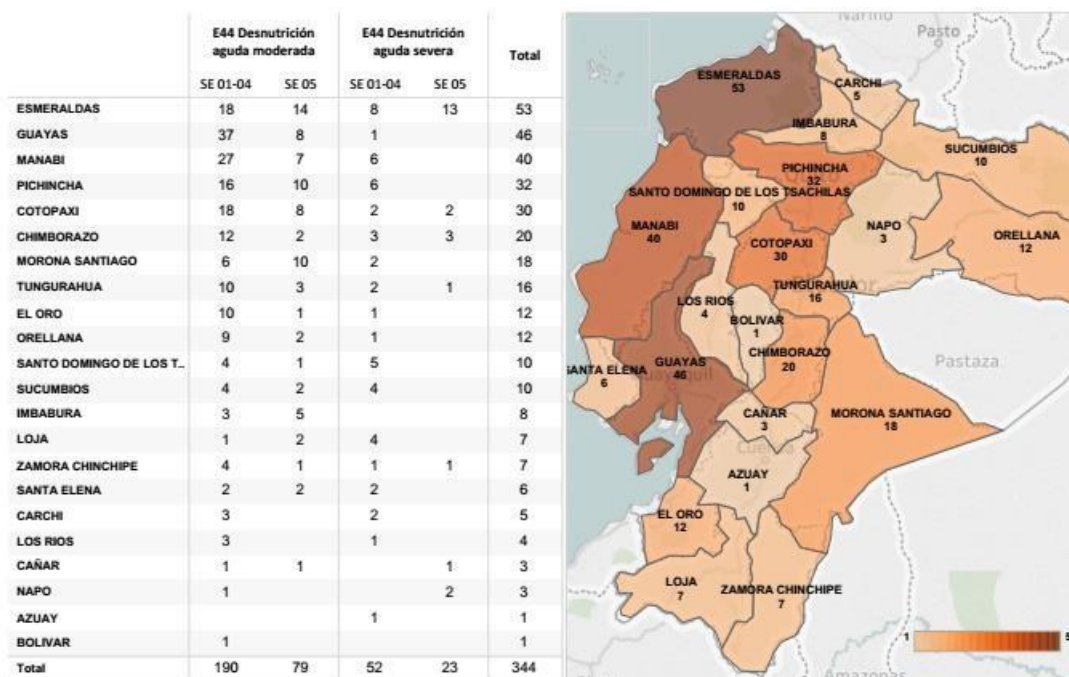 E44 Desnutrición aguda moderada E44 Desnutrición aguda severa Total
SE 01-04 SE 05 SE 01-04 SE 05
ESMERALDAS 18 14 8 13 53
GUAYAS 37 8 1 46
MANABI 27 7 6 40
PICHINCHA 16 10 6 32
COTOPAXI 18 8 2 2 30
CHIMBORAZO 12 2 3 3 20
MORONA SANTIAGO 6 10 2 18
TUNGURAHUA 10 3 2 1 16
EL ORO 10 1 1 12
ORELLANA 9 2 1 12
SANTO DOMINGO DE LOS T... 4 1 5 10
SUCUMBIOS 4 2 4 10
IMBABURA 3 5 8
LOJA 1 2 4 7
ZAMORA CHINCHIPE 4 1 1 1 7
SANTA ELENA 2 2 2 6
CARCHI 3 2 5
LOS RIOS 3 1 4
CAÑAR 1 1 1 3
NAPO 1 2 3
AZUAY 1 1
BOLIVAR 1 1
Total 190 79 52 23 344
Nariño
Pasto
ESMERALDAS
53
CARCHI
5
IMBABURA
8
SUCUMBIOS
10
PICHINCHA
32
SANTO DOMINGO DE LOS TSACHILAS
10
MANABI
40
NAPO
3
ORELLANA
12
COTOPAXI
30
TUNGURAHUA
16
LOS RIOS
4
BOLIVAR
1
Pastaza
CHIMBORAZO
20
GUAYAS
46
SANTA ELENA
6
CAÑAR
3
MORONA SANTIAGO
18
Cuenca
AZUAY
1
EL ORO
12
LOJA
7
ZAMORA CHINCHIPE
7
1
Amazonas